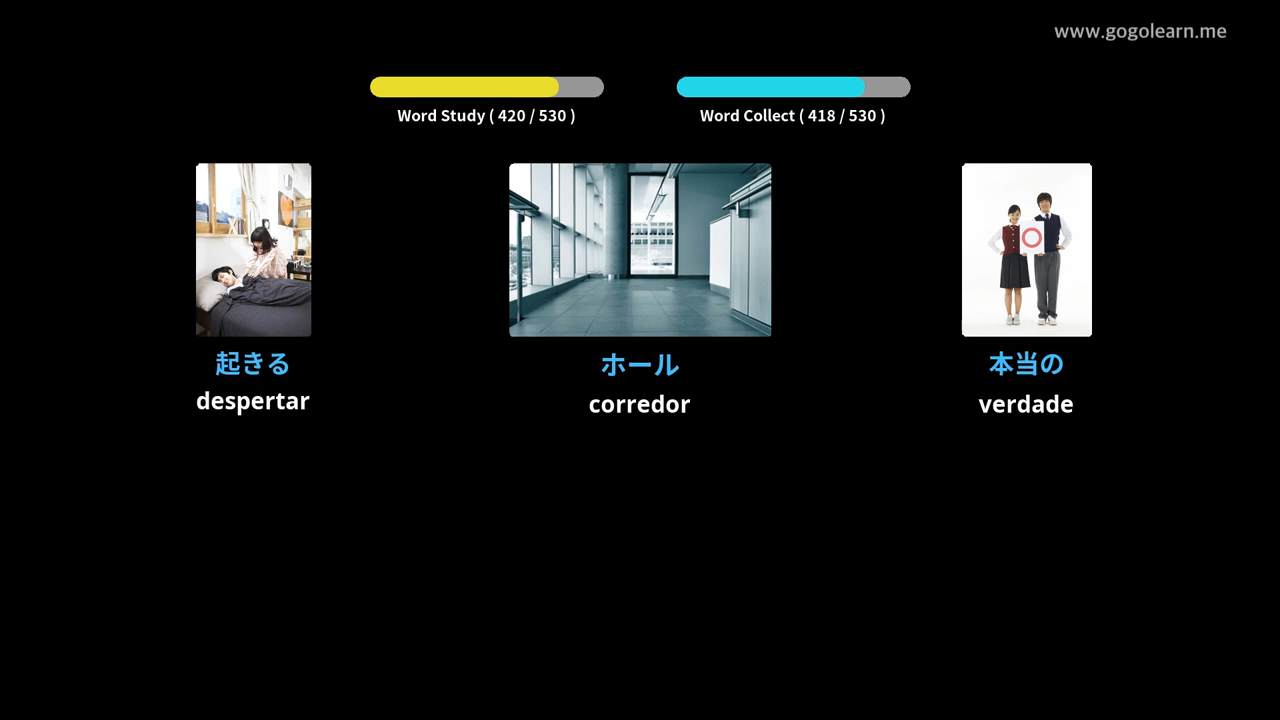 www.gogolearn.me
Word Study ( 420 / 530 )
Word Collect ( 418 / 530 )
起きる
despertar
ホール
corredor
本当の
verdade